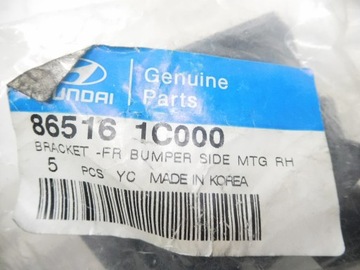 HYUNDAI
Genuine
Parts
86516 1C000
BRACKET -FR BUMPER SIDE MTG RH
5 PCS YC MADE IN KOREA